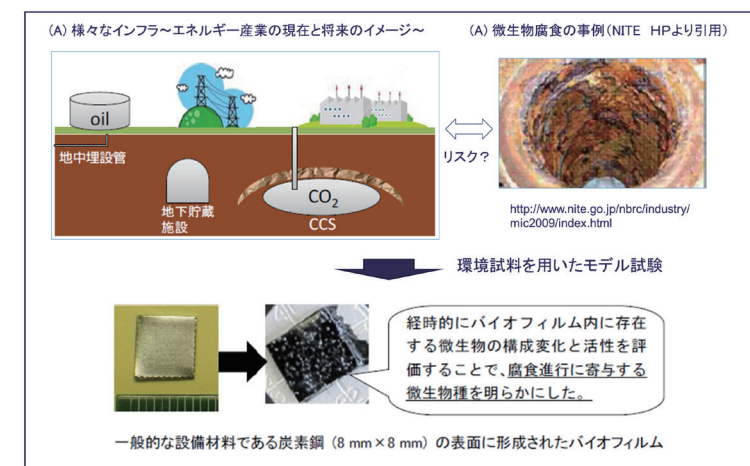 (A) 様々なインフラ～エネルギー産業の現在と将来のイメージ～
(A) 微生物腐食の事例(NITE HPより引用)
oil
地中埋設管
地下貯蔵
施設
CO2
CCS
リスク？
http://www.nite.go.jp/nbrc/industry/
mic2009/index.html
環境試料を用いたモデル試験
経時的にバイオフィルム内に存在
する微生物の構成変化と活性を評
価することで、腐食進行に寄与する
微生物種を明らかにした。
一般的な設備材料である炭素鋼 (8 mm×8 mm) の表面に形成されたバイオフィルム